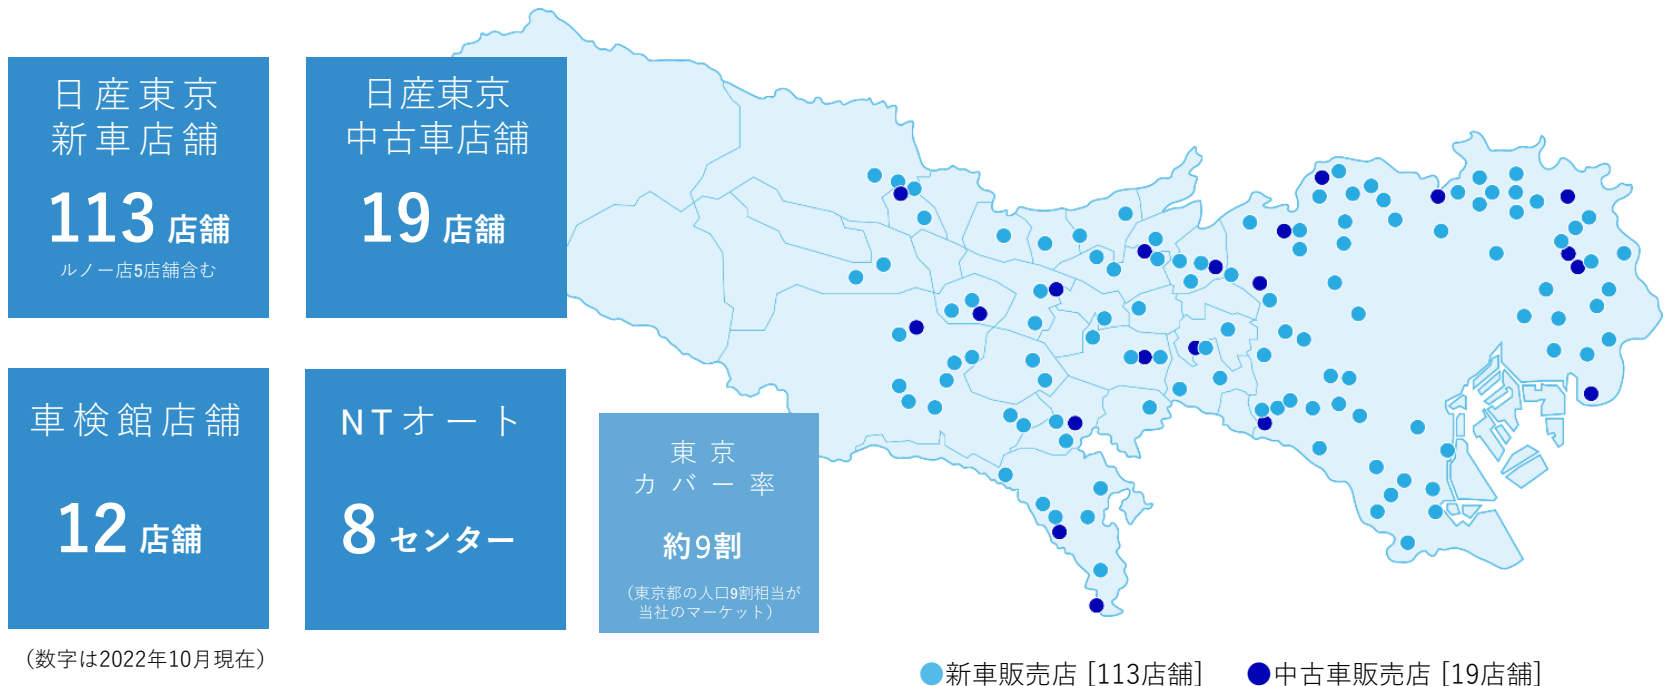 日産東京
新車店舗
113 店舗
ルノー店5店舗含む
日産東京
中古車店舗
19 店舗
車検館店舗
12 店舗
NTオート
8 センター
東京
カバー率
約9割
（東京都の人口9割相当が
当社のマーケット）
（数字は2022年10月現在）
新車販売店 [113店舗]
中古車販売店 [19店舗]